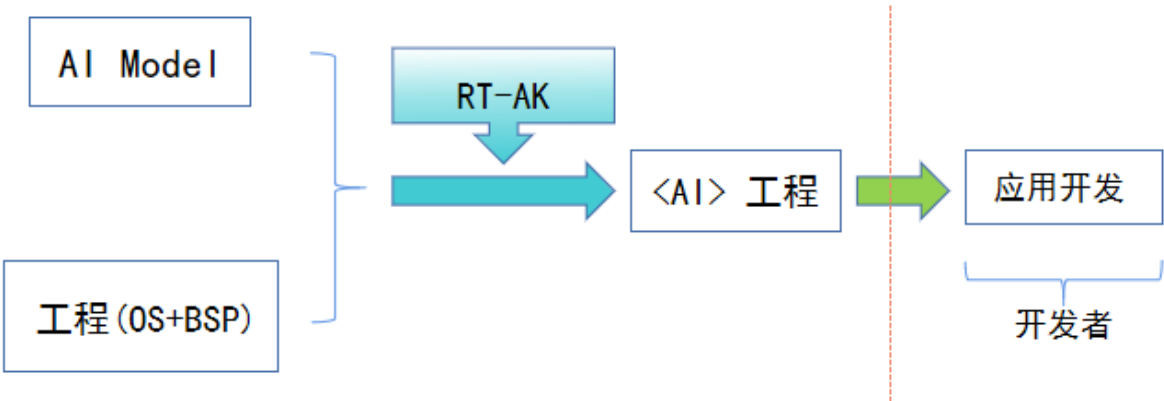 AI Model
RT-AK
<AI> 工程
应用开发
工程(OS+BSP)
开发者